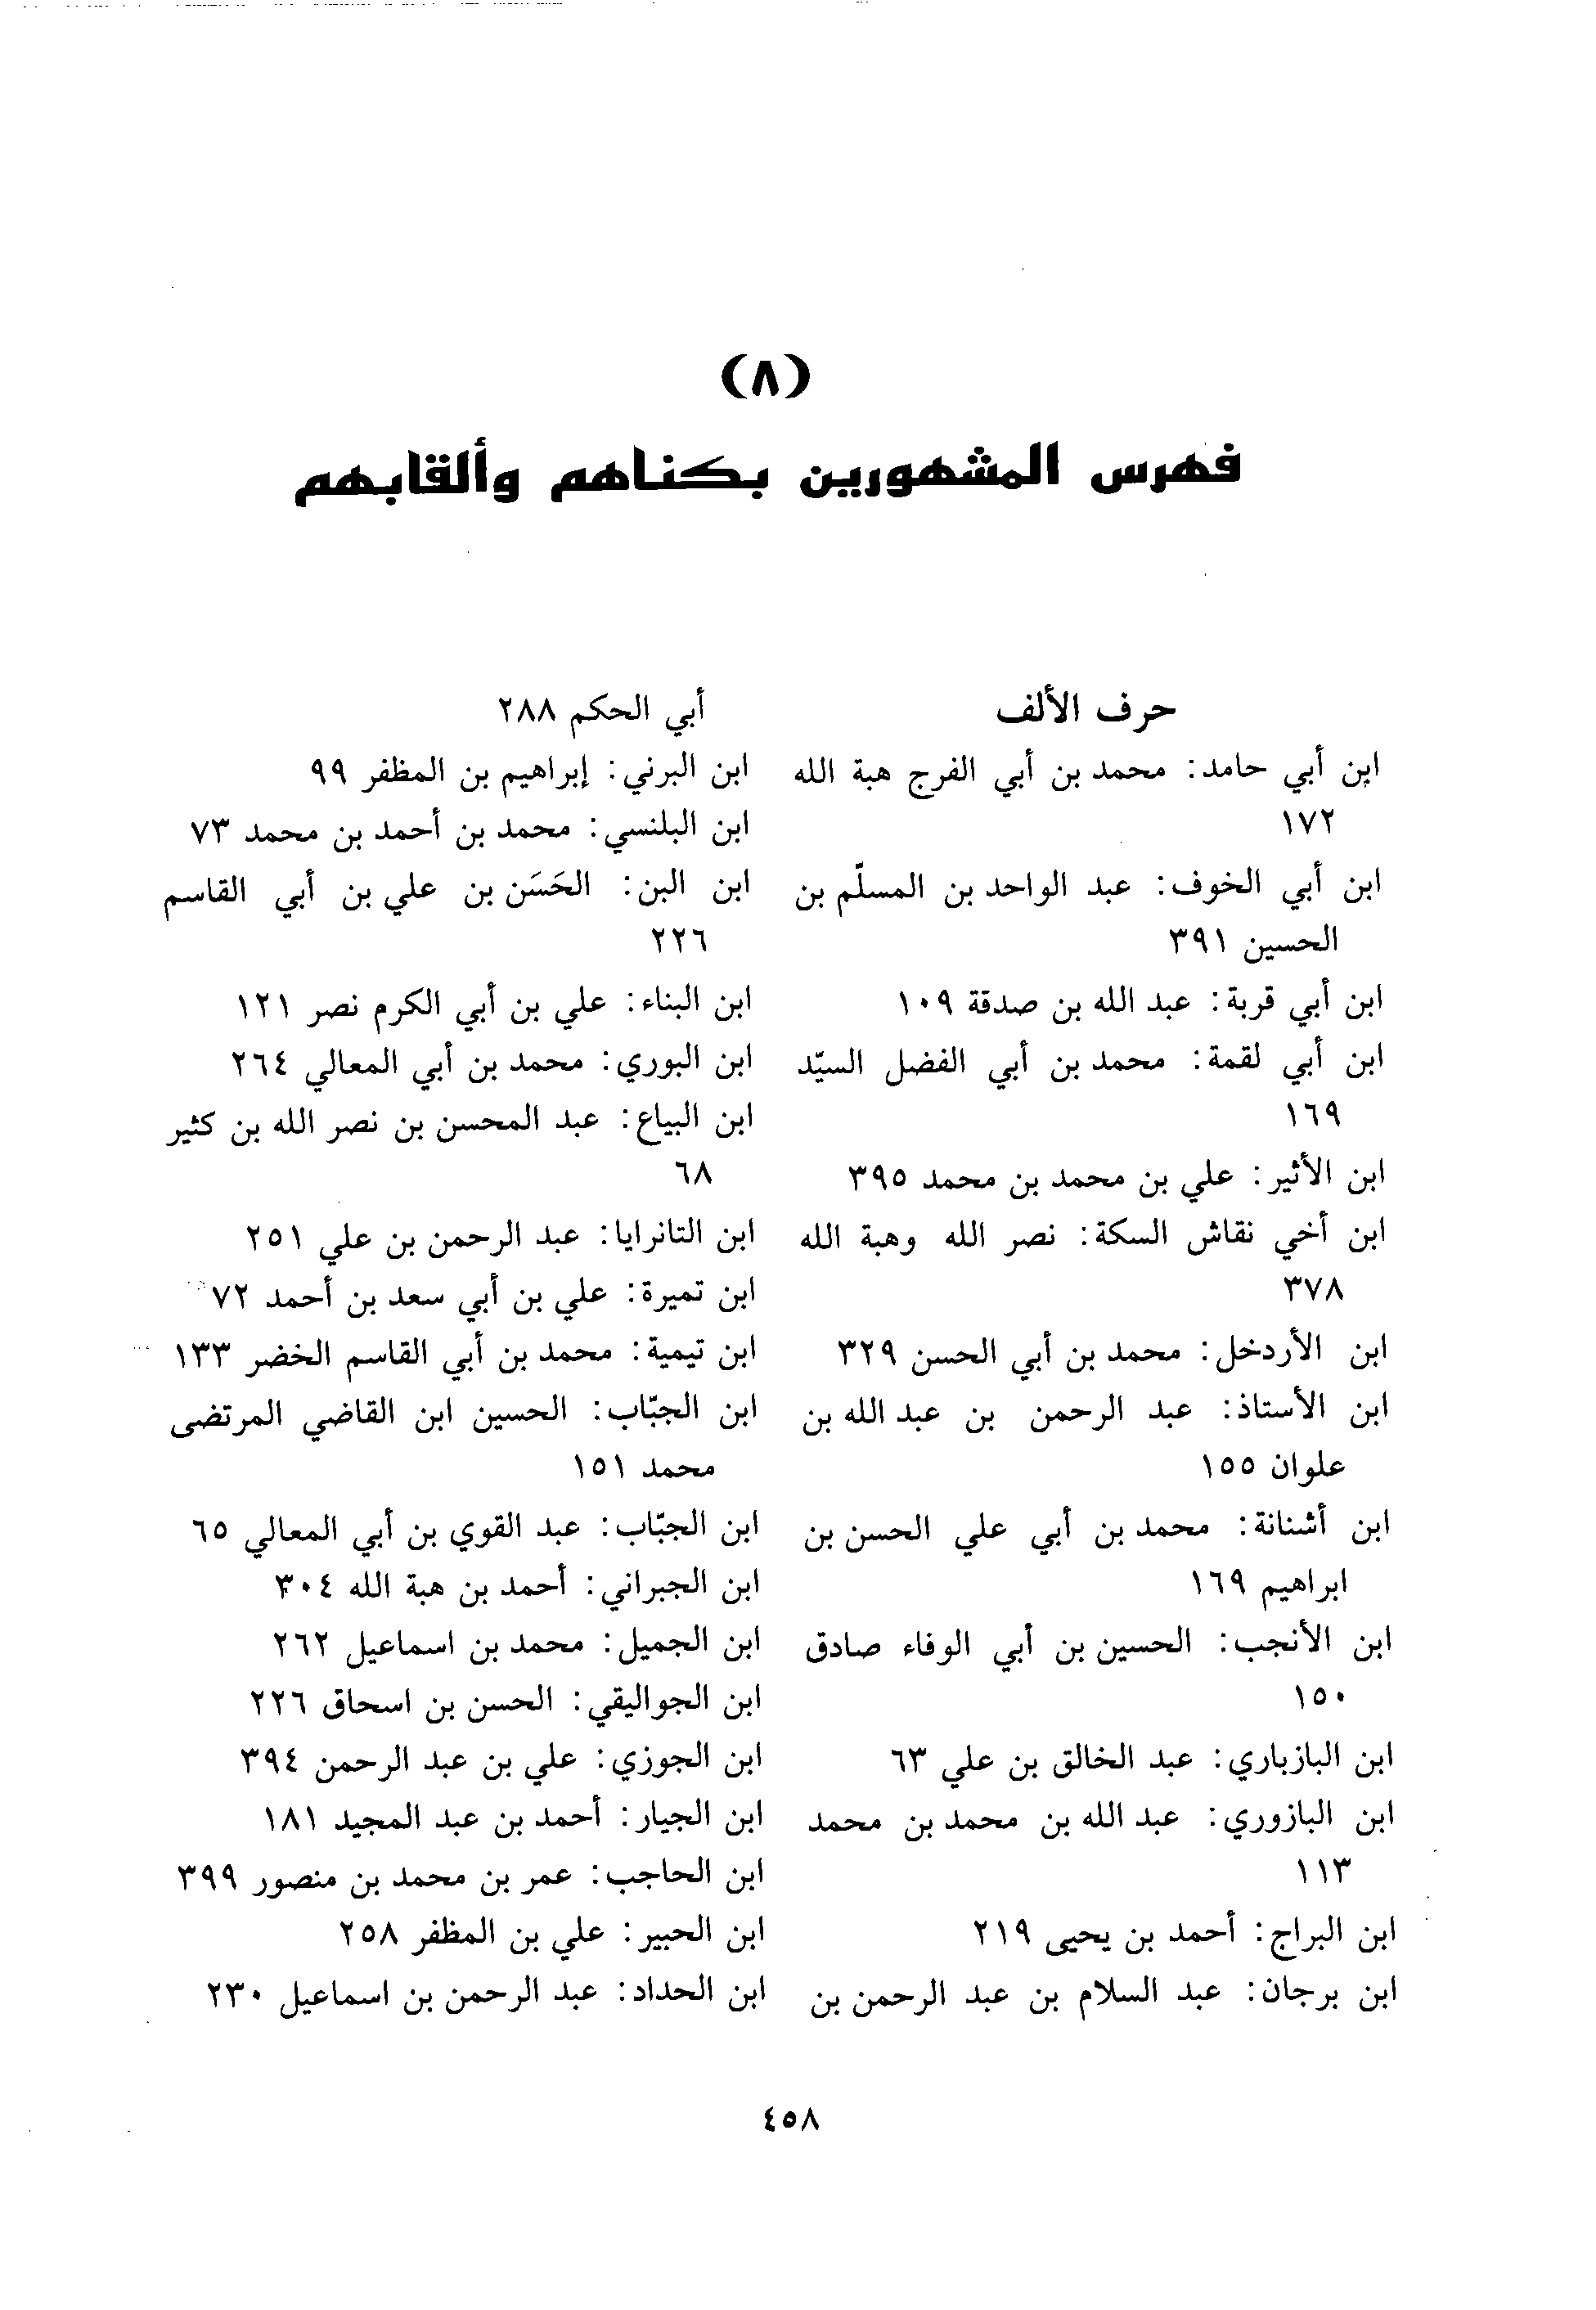 (٨)
فهرس المشهورين بكناهم وألقابهم
حرف الألف
ابن أبي حامد: محمد بن أبي الفرج هبة الله
١٧٢
ابن أبي الخوف: عبد الواحد بن المسلّم بن
الحسين ٣٩١
ابن أبي قربة: عبد الله بن صدقة ١٠٩
ابن أبي لقمة: محمد بن أبي الفضل السيّد
١٦٩
ابن الأثير: علي بن محمد بن محمد ٣٩٥
ابن أخي نقاش السكة: نصر الله وهبة الله
٣٧٨
ابن الأردخل: محمد بن أبي الحسن ٣٢٩
ابن الأستاذ: عبد الرحمن بن عبد الله بن
علوان ١٥٥
ابن أشنانة: محمد بن أبي علي الحسن بن
ابراهيم ١٦٩
ابن الأنجب: الحسين بن أبي الوفاء صادق
١٥٠
ابن البازباري: عبد الخالق بن علي ٦٣
ابن البازوري: عبد الله بن محمد بن محمد
١١٣
ابن البراج: أحمد بن يحيى ٢١٩
ابن برجان: عبد السلام بن عبد الرحمن بن
أبي الحكم ٢٨٨
ابن البرني: إبراهيم بن المظفر ٩٩
ابن البلنسي: محمد بن أحمد بن محمد ٧٣
ابن البن: الحَسَن بن علي بن أبي القاسم
٢٢٦
ابن البناء: علي بن أبي الكرم نصر ١٢١
ابن البوري: محمد بن أبي المعالي ٢٦٤
ابن البياع: عبد المحسن بن نصر الله بن كثير
٦٨
ابن التانرايا: عبد الرحمن بن علي ٢٥١
ابن تميرة: علي بن أبي سعد بن أحمد ٧٢
ابن تيمية: محمد بن أبي القاسم الخضر ١٣٣
ابن الجبّاب: الحسين ابن القاضي المرتضى
محمد ١٥١
ابن الجبّاب: عبد القوي بن أبي المعالي ٦٥
ابن الجبراني: أحمد بن هبة الله ٣٠٤
ابن الجميل: محمد بن اسماعيل ٢٦٢
ابن الجواليقي: الحسن بن اسحاق ٢٢٦
ابن الجوزي: علي بن عبد الرحمن ٣٩٤
ابن الجيار: أحمد بن عبد المجيد ١٨١
ابن الحاجب: عمر بن محمد بن منصور ٣٩٩
ابن الحبير: علي بن المظفر ٢٥٨
ابن الحداد: عبد الرحمن بن اسماعيل ٢٣٠
٤٥٨